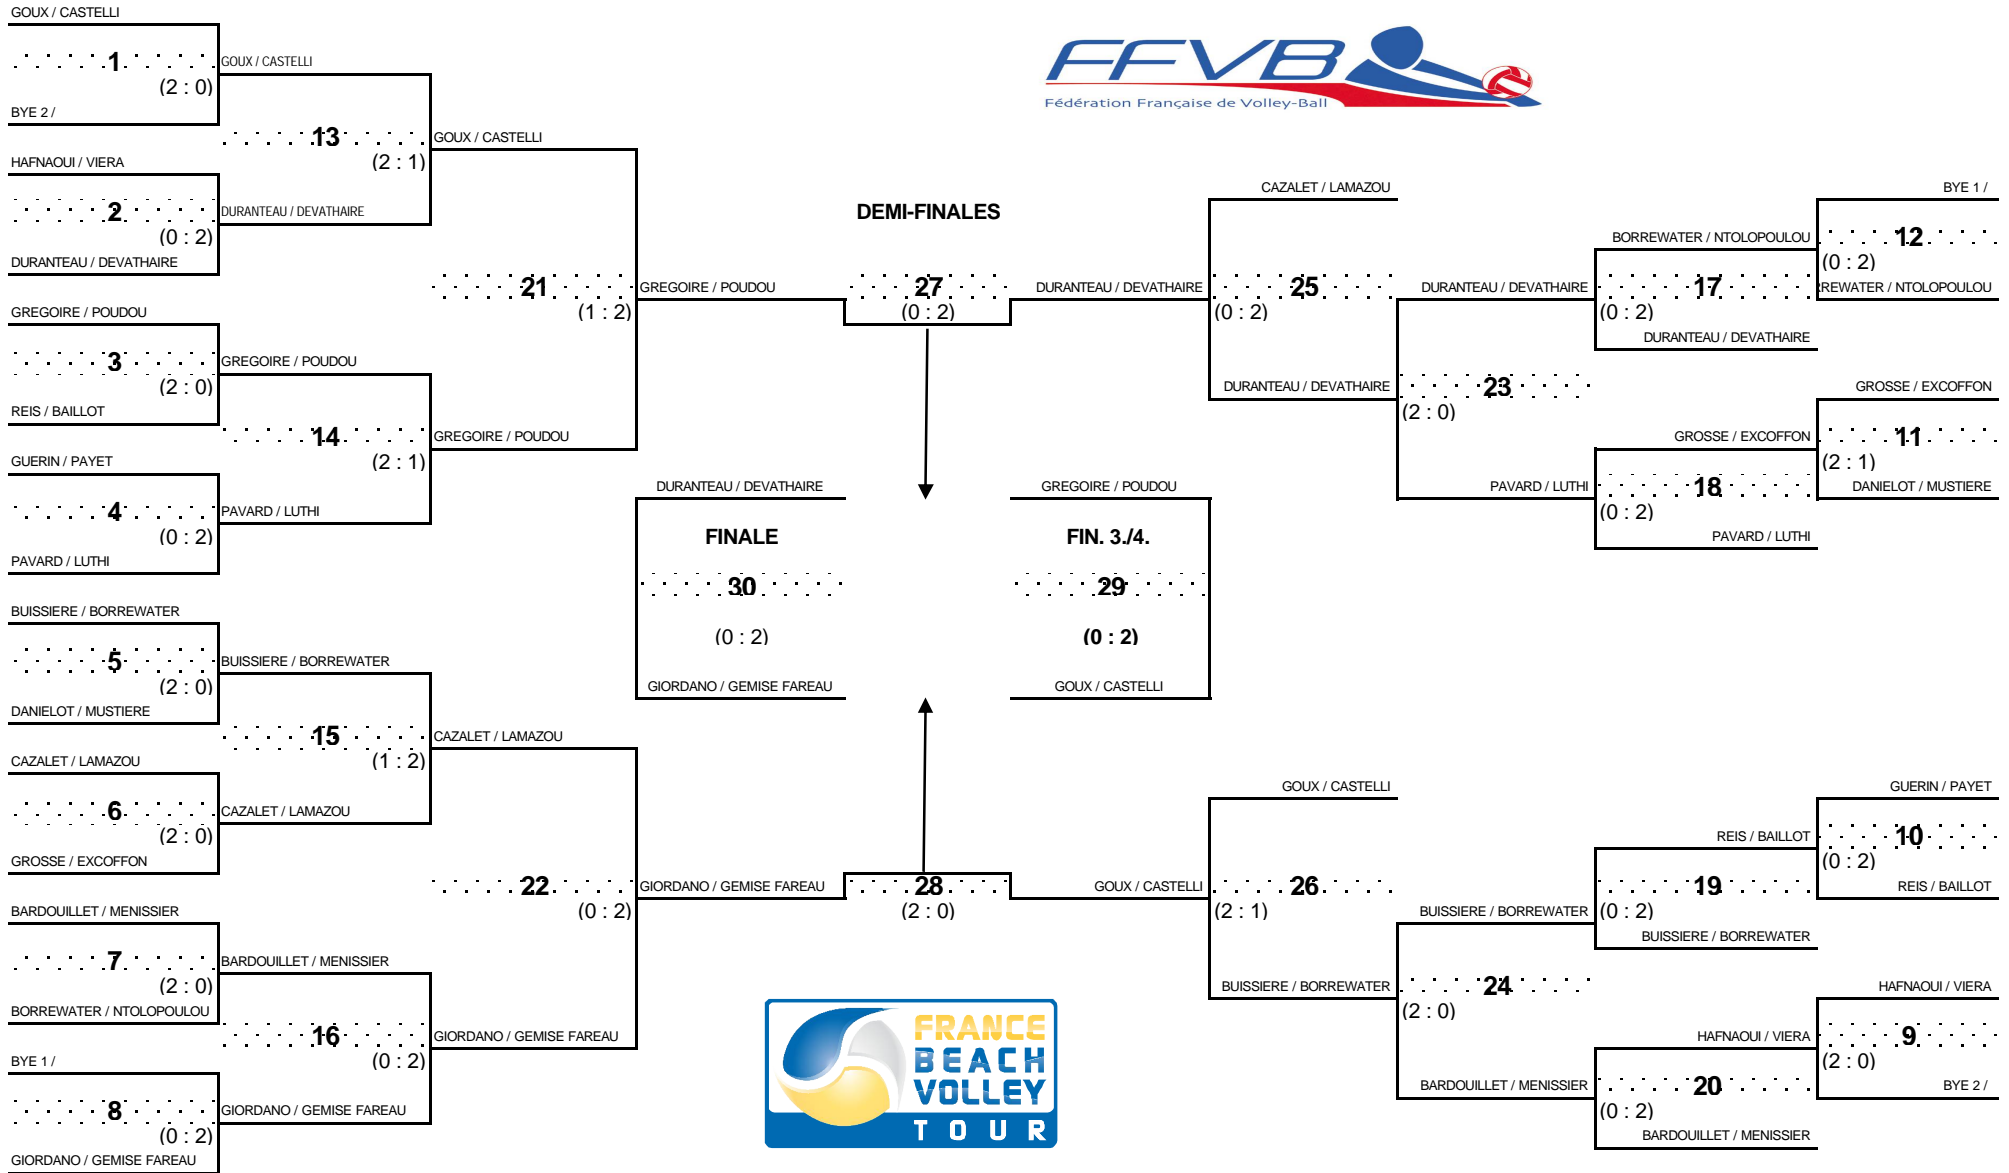 GOUX / CASTELLI
1
GOUX / CASTELLI
(2 : 0)
BYE 2 /
13
GOUX / CASTELLI
(2 : 1)
HAFNAOUI / VIERA
2
DURANTEAU / DEVATHAIRE
(0 : 2)
DURANTEAU / DEVATHAIRE
21
GREGOIRE / POUDOU
(1 : 2)
GREGOIRE / POUDOU
3
GREGOIRE / POUDOU
(2 : 0)
REIS / BAILLOT
14
GREGOIRE / POUDOU
(2 : 1)
GUERIN / PAYET
4
PAVARD / LUTHI
(0 : 2)
PAVARD / LUTHI
BUISSIERE / BORREWATER
5
BUISSIERE / BORREWATER
(2 : 0)
DANIELOT / MUSTIERE
15
CAZALET / LAMAZOU
(1 : 2)
CAZALET / LAMAZOU
6
CAZALET / LAMAZOU
(2 : 0)
GROSSE / EXCOFFON
22
GIORDANO / GEMISE FAREAU
(0 : 2)
BARDOUILLET / MENISSIER
7
BARDOUILLET / MENISSIER
(2 : 0)
BORREWATER / NTOLOPOULOU
16
GIORDANO / GEMISE FAREAU
(0 : 2)
BYE 1 /
8
GIORDANO / GEMISE FAREAU
(0 : 2)
GIORDANO / GEMISE FAREAU
FFVB
Fédération Française de Volley-Ball
DEMI-FINALES
27
(0 : 2)
DURANTEAU / DEVATHAIRE
FINALE
30
(0 : 2)
GIORDANO / GEMISE FAREAU
GREGOIRE / POUDOU
FIN. 3./4.
29
(0 : 2)
GOUX / CASTELLI
28
(2 : 0)
FRANCE
BEACH
VOLLEY
TOUR
CAZALET / LAMAZOU
DURANTEAU / DEVATHAIRE
25
(0 : 2)
DURANTEAU / DEVATHAIRE
DURANTEAU / DEVATHAIRE
23
(2 : 0)
PAVARD / LUTHI
BORREWATER / NTOLOPOULOU
17
(0 : 2)
DURANTEAU / DEVATHAIRE
BYE 1 /
12
(0 : 2)
REWATER / NTOLOPOULOU
GROSSE / EXCOFFON
18
(0 : 2)
PAVARD / LUTHI
GROSSE / EXCOFFON
11
(2 : 1)
DANIELOT / MUSTIERE
GOUX / CASTELLI
GOUX / CASTELLI
26
(2 : 1)
BUISSIERE / BORREWATER
BUISSIERE / BORREWATER
24
(2 : 0)
BARDOUILLET / MENISSIER
REIS / BAILLOT
19
(0 : 2)
BUISSIERE / BORREWATER
GUERIN / PAYET
10
(0 : 2)
REIS / BAILLOT
HAFNAOUI / VIERA
20
(0 : 2)
BARDOUILLET / MENISSIER
HAFNAOUI / VIERA
9
(2 : 0)
BYE 2 /